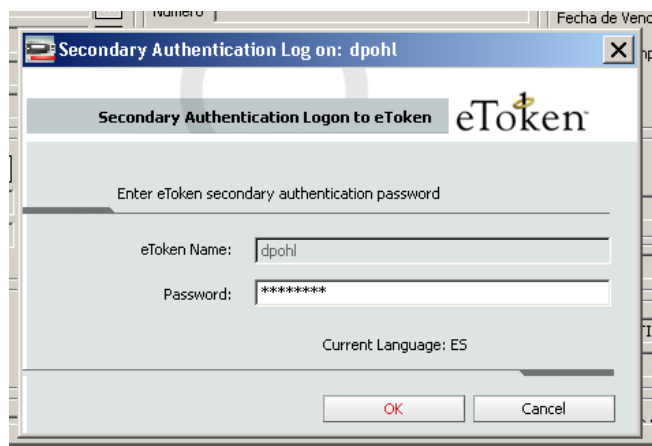 Numero
Fecha de Venc
Secondary Authentication Log on: dpohl
Secondary Authentication Logon to eToken
eToken
Enter eToken secondary authentication password
eToken Name:
dpohl
Password:
********
Current Language: ES
OK
Cancel